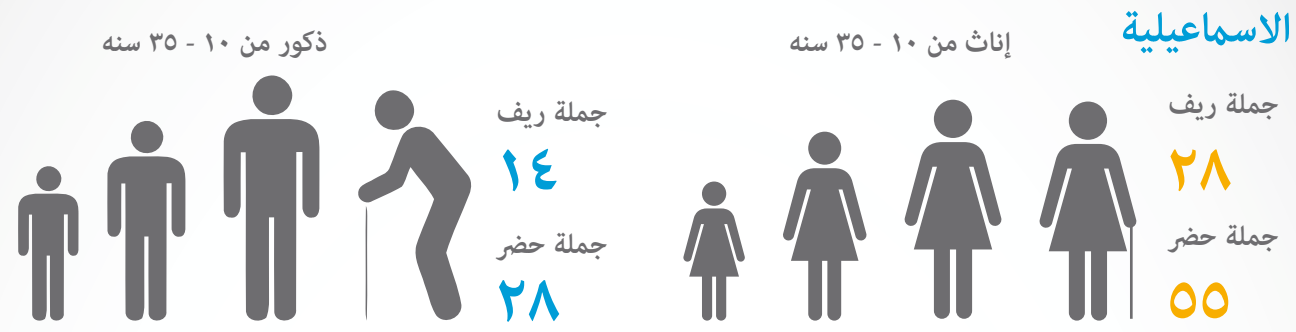 الاسماعيلية
إناث من ١٠ - ٣٥ سنه
جملة ريف
٢٨
جملة حضر
٥٥
ذكور من ١٠ - ٣٥ سنه
جملة ريف
١٤
جملة حضر
٢٨